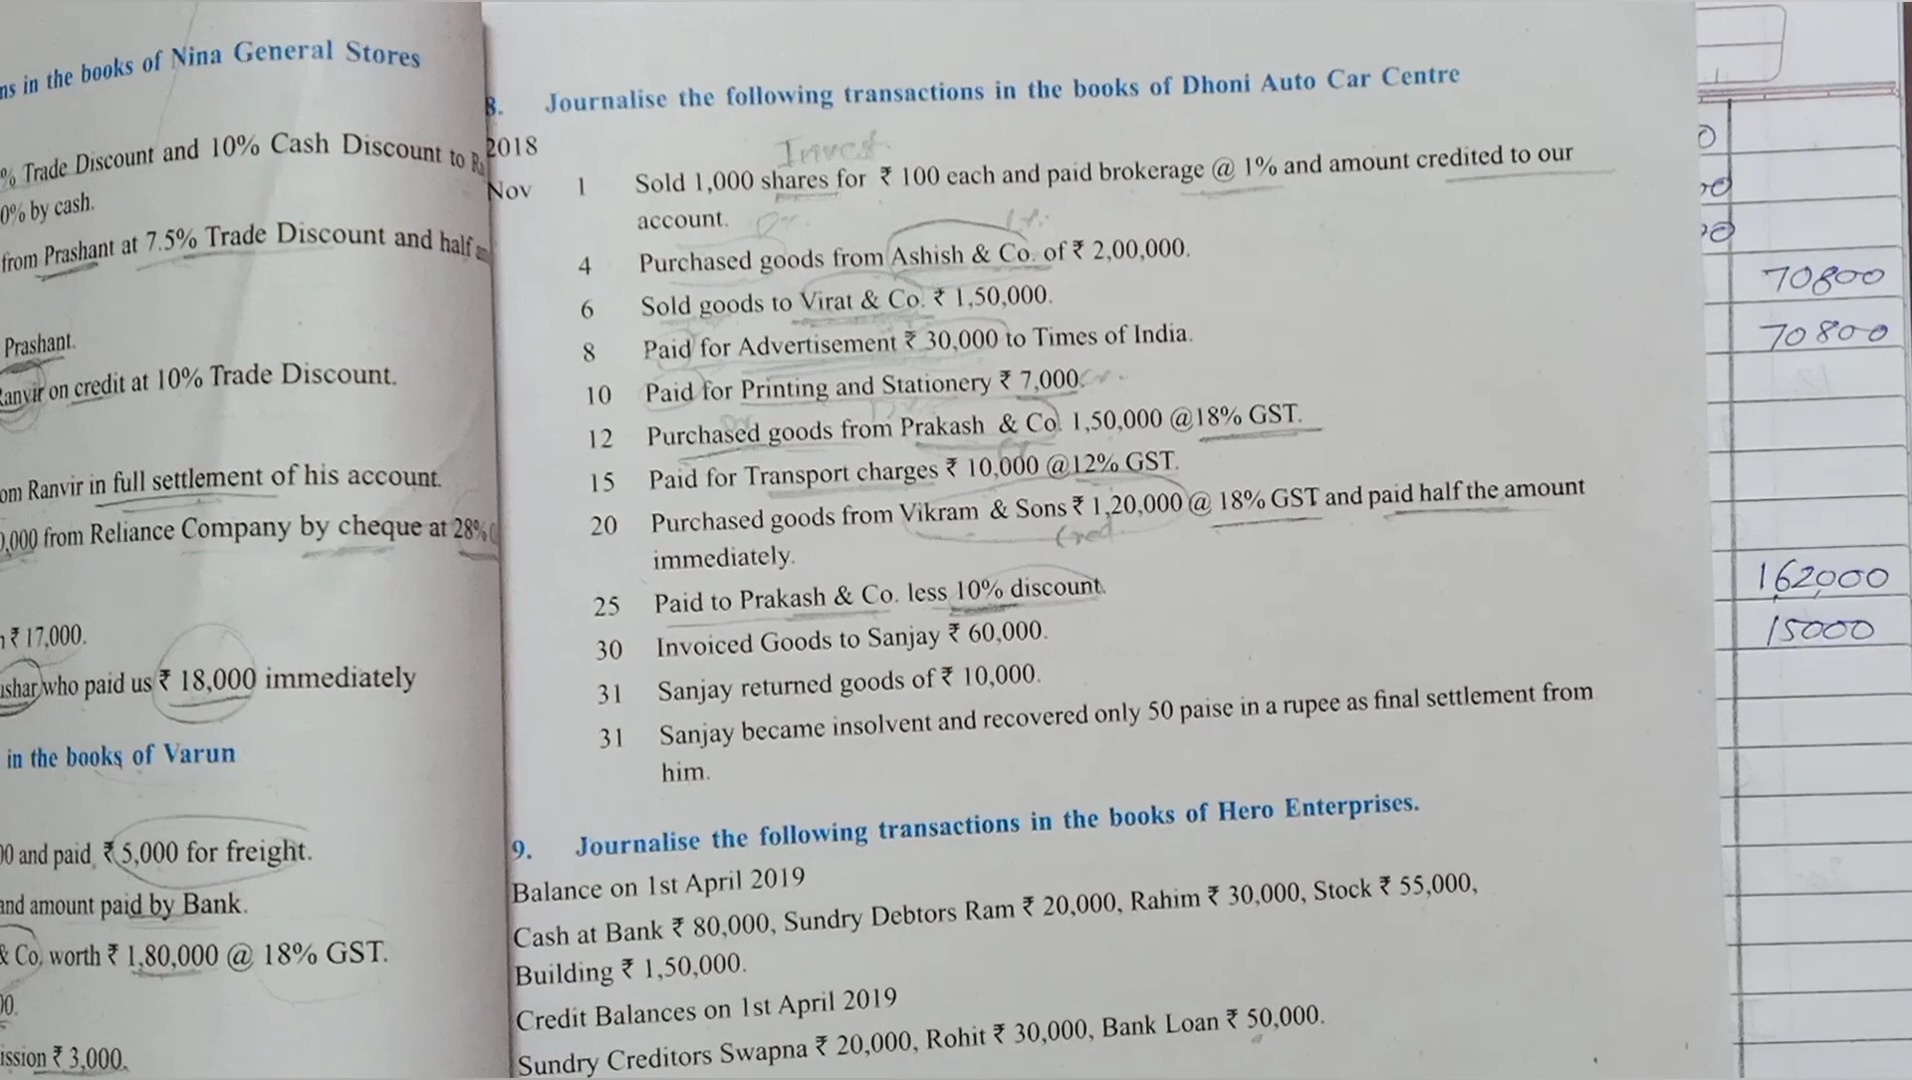 ns in the books of Nina General Stores
% Trade Discount and 10% Cash Discount to
0% by cash.
from Prashant at 7.5% Trade Discount and half
Prashant.
Ranvir on credit at 10% Trade Discount.
om Ranvir in full settlement of his account.
0,000 from Reliance Company by cheque at 28%
₹ 17,000.
ushar who paid us ₹ 18,000 immediately
in the books of Varun
00 and paid ₹ 5,000 for freight.
and amount paid by Bank.
& Co. worth ₹ 1,80,000 @ 18% GST.
00.
ission ₹ 3,000.
8. Journalise the following transactions in the books of Dhoni Auto Car Centre
2018
Invest.
Nov 1 Sold 1,000 shares for ₹ 100 each and paid brokerage @ 1% and amount credited to our
account.
Dr.
4 Purchased goods from Ashish & Co. of ₹ 2,00,000.
6 Sold goods to Virat & Co. ₹ 1,50,000.
8 Paid for Advertisement ₹ 30,000 to Times of India.
10 Paid for Printing and Stationery ₹ 7,000.
12 Purchased goods from Prakash & Co. 1,50,000 @18% GST.
15 Paid for Transport charges ₹ 10,000 @12% GST.
20 Purchased goods from Vikram & Sons ₹ 1,20,000 @ 18% GST and paid half the amount
immediately.
Cred.
25 Paid to Prakash & Co. less 10% discount.
30 Invoiced Goods to Sanjay ₹ 60,000.
31 Sanjay returned goods of ₹ 10,000.
31 Sanjay became insolvent and recovered only 50 paise in a rupee as final settlement from
him.
9. Journalise the following transactions in the books of Hero Enterprises.
Balance on 1st April 2019
Cash at Bank ₹ 80,000, Sundry Debtors Ram ₹ 20,000, Rahim ₹ 30,000, Stock ₹ 55,000,
Building ₹ 1,50,000.
Credit Balances on 1st April 2019
Sundry Creditors Swapna ₹ 20,000, Rohit ₹ 30,000, Bank Loan ₹ 50,000.
0
00
00
70800
70800
162000
15000